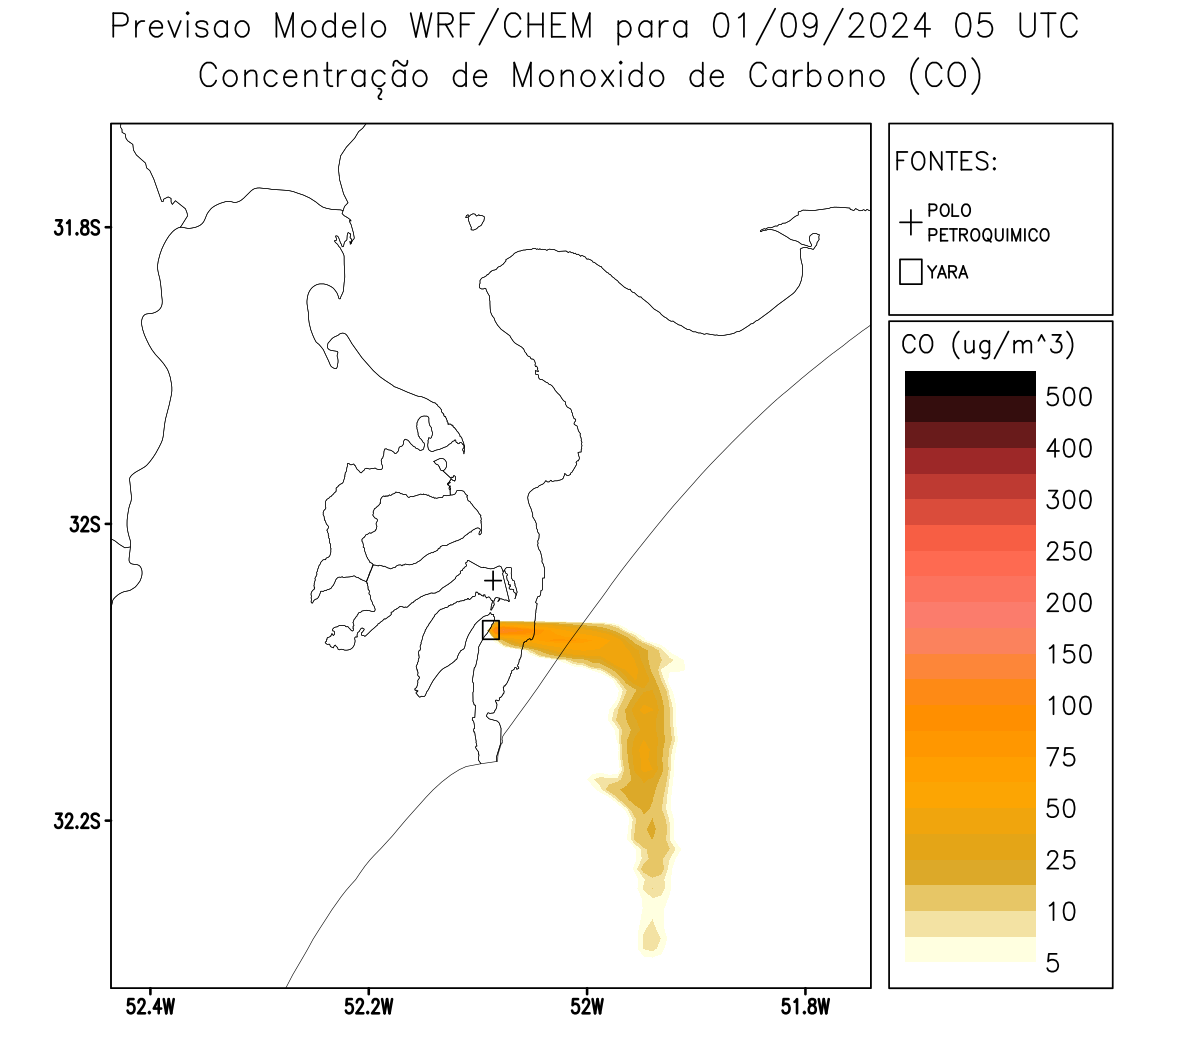 Previsao Modelo WRF/CHEM para 01/09/2024 05 UTC
Concentração de Monoxido de Carbono (CO)
FONTES:
POLO
PETROQUIMICO
YARA
CO (ug/m^3)
500
400
300
250
200
150
100
75
50
25
10
5
31.8S
32S
32.2S
52.4W
52.2W
52W
51.8W